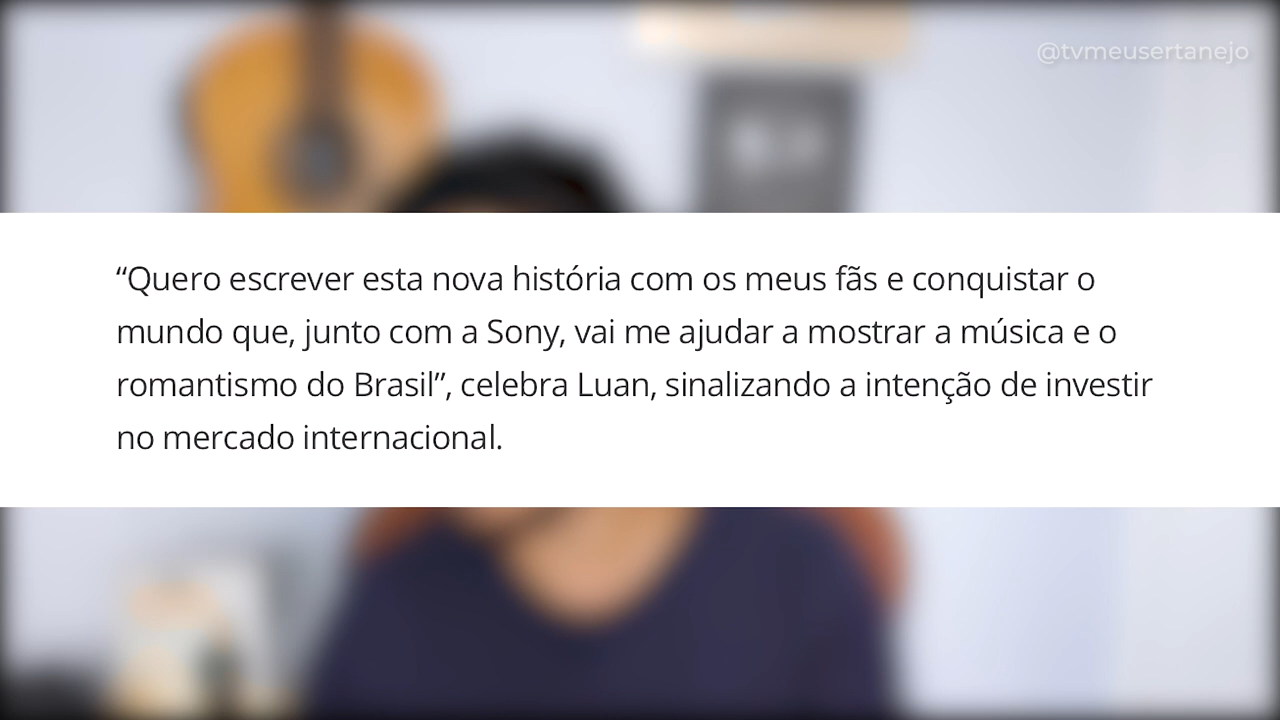 @tvmeusertanejo
“Quero escrever esta nova história com os meus fãs e conquistar o
mundo que, junto com a Sony, vai me ajudar a mostrar a música e o
romantismo do Brasil”, celebra Luan, sinalizando a intenção de investir
no mercado internacional.